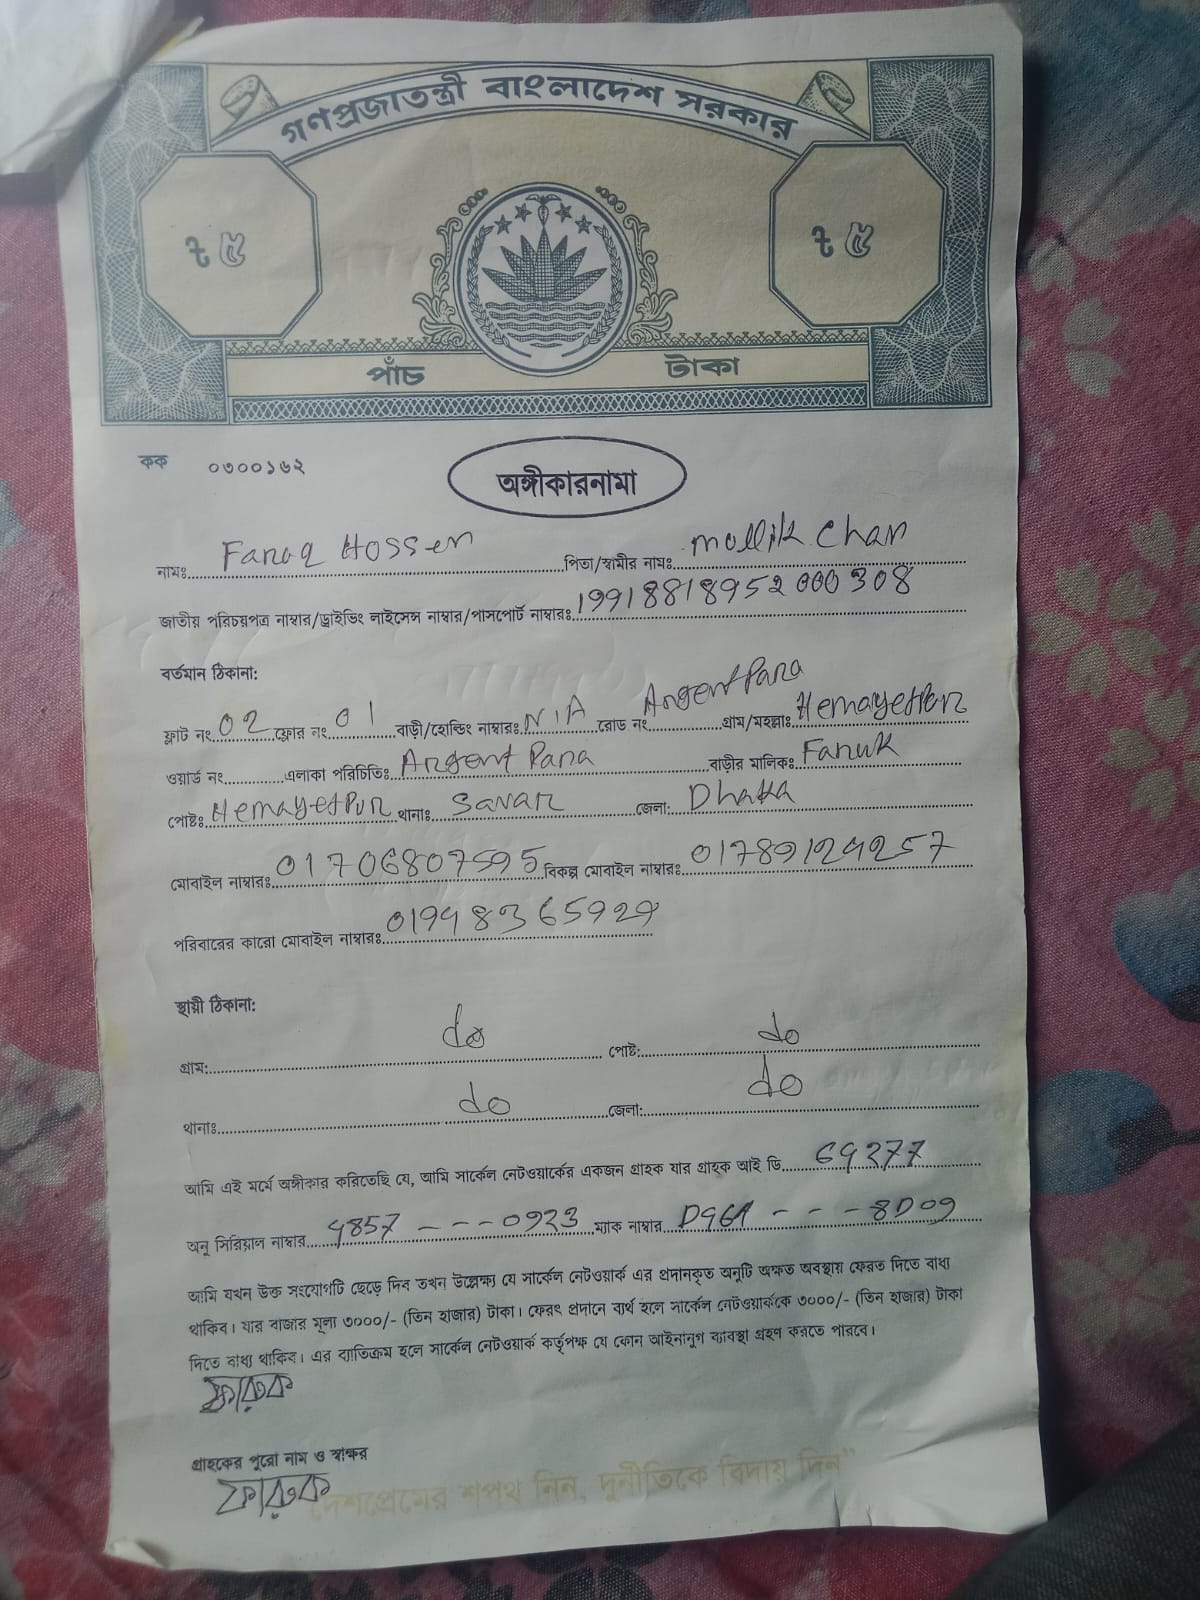 গণপ্রজাতন্ত্রী বাংলাদেশ সরকার
৳ ৫ ৳ ৫
পাঁচ টাকা
কক ০৩০০১৬২
অঙ্গীকারনামা
নামঃ Faruq Hossen পিতা/স্বামীর নামঃ mollik chan
জাতীয় পরিচয়পত্র নাম্বার/ড্রাইভিং লাইসেন্স নাম্বার/পাসপোর্ট নাম্বারঃ 19918818952000308
বর্তমান ঠিকানা:
ফ্লাট নং 02 ফ্লোর নং 01 বাড়ী/হোল্ডিং নাম্বারঃ N/A রোড নং Argent Para গ্রাম/মহল্লাঃ Hemayetpur
ওয়ার্ড নং এলাকা পরিচিতিঃ Argent Para বাড়ীর মালিকঃ Faruk
পোষ্টঃ Hemayetpur থানাঃ Savar জেলা: Dhaka
মোবাইল নাম্বারঃ 01706807595 বিকল্প মোবাইল নাম্বারঃ 01789124257
পরিবারের কারো মোবাইল নাম্বারঃ 01948365929
স্থায়ী ঠিকানা:
গ্রাম: do পোষ্ট: do
থানাঃ do জেলা: do
আমি এই মর্মে অঙ্গীকার করিতেছি যে, আমি সার্কেল নেটওয়ার্কের একজন গ্রাহক যার গ্রাহক আই ডি 69277
অনু সিরিয়াল নাম্বার 4857 - - - 0923 ম্যাক নাম্বার D461 - - - 8D09
আমি যখন উক্ত সংযোগটি ছেড়ে দিব তখন উল্লেক্ষ্য যে সার্কেল নেটওয়ার্ক এর প্রদানকৃত অনুটি অক্ষত অবস্থায় ফেরত দিতে বাধ্য
থাকিব। যার বাজার মূল্য ৩০০০/- (তিন হাজার) টাকা। ফেরৎ প্রদানে ব্যর্থ হলে সার্কেল নেটওয়ার্ককে ৩০০০/- (তিন হাজার) টাকা
দিতে বাধ্য থাকিব। এর ব্যতিক্রম হলে সার্কেল নেটওয়ার্ক কর্তৃপক্ষ যে কোন আইনানুগ ব্যাবস্থা গ্রহণ করতে পারবে।
ফারুক
গ্রাহকের পুরো নাম ও স্বাক্ষর
ফারুক
দেশপ্রেমের শপথ নিন, দুর্নীতিকে বিদায় দিন"